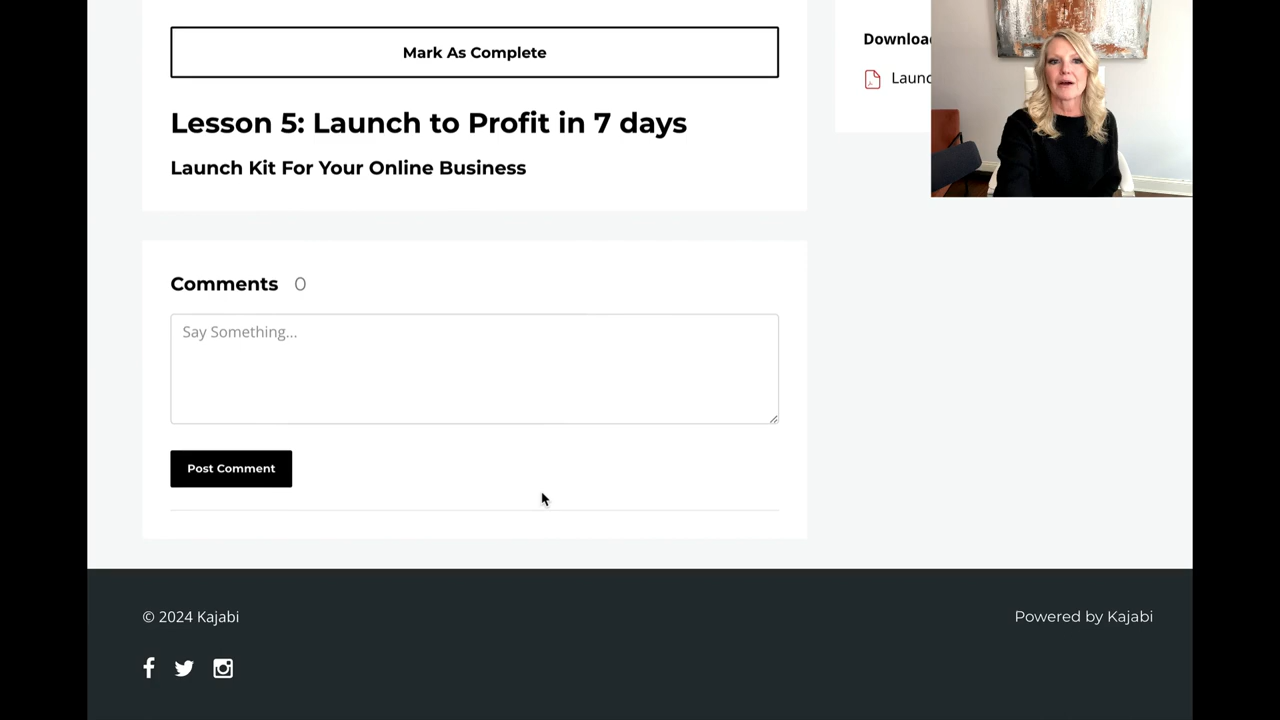 Mark As Complete
Lesson 5: Launch to Profit in 7 days
Launch Kit For Your Online Business
Comments 0
Say Something...
Post Comment
© 2024 Kajabi
Powered by Kajabi